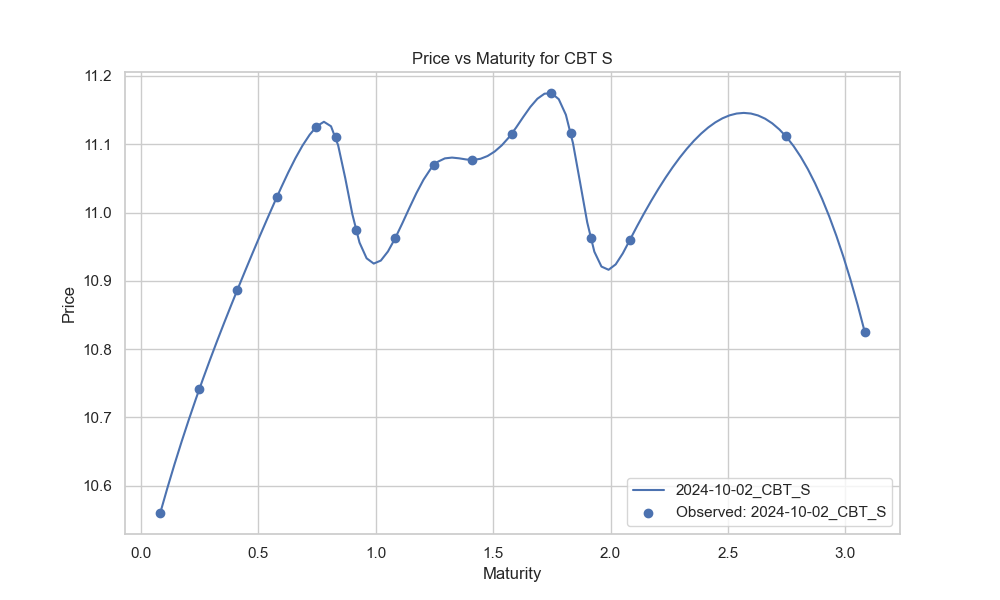 Price vs Maturity for CBT S
Price
11.2
11.1
11.0
10.9
10.8
10.7
10.6
0.0 0.5 1.0 1.5 2.0 2.5 3.0
Maturity
2024-10-02_CBT_S
Observed: 2024-10-02_CBT_S